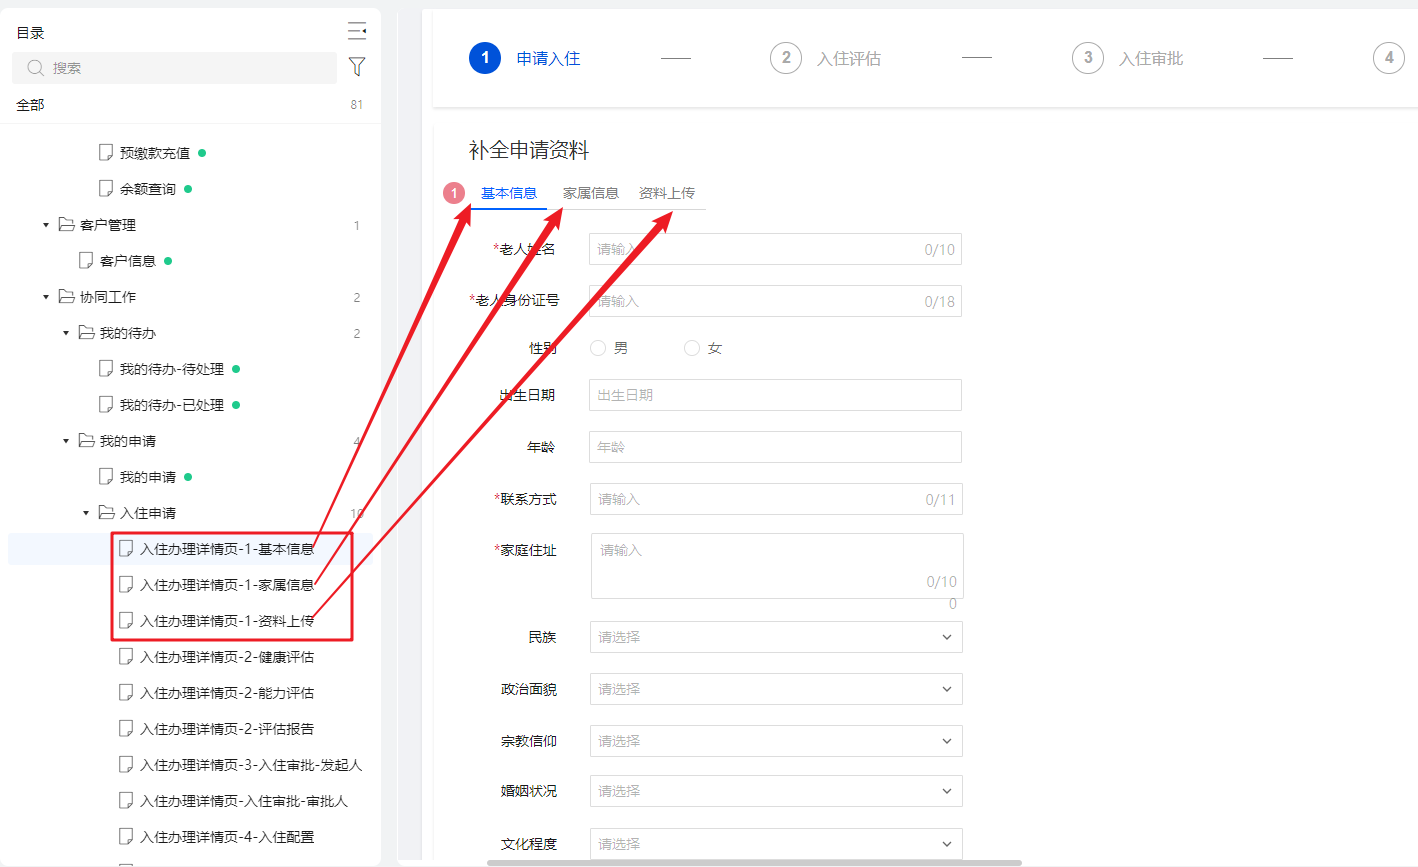 目录
搜索
全部 81
预缴款充值
余额查询
客户管理 1
客户信息
协同工作 2
我的待办 2
我的待办-待处理
我的待办-已处理
我的申请 4
我的申请
入住申请 10
入住办理详情页-1-基本信息
入住办理详情页-1-家属信息
入住办理详情页-1-资料上传
入住办理详情页-2-健康评估
入住办理详情页-2-能力评估
入住办理详情页-2-评估报告
入住办理详情页-3-入住审批-发起人
入住办理详情页-入住审批-审批人
入住办理详情页-4-入住配置
1 申请入住
2 入住评估
3 入住审批
4
补全申请资料
1 基本信息 家属信息 资料上传
*老人姓名 请输入 0/10
*老人身份证号 请输入 0/18
性别 男 女
出生日期 出生日期
年龄 年龄
*联系方式 请输入 0/11
*家庭住址 请输入
0/10
0
民族 请选择
政治面貌 请选择
宗教信仰 请选择
婚姻状况 请选择
文化程度 请选择